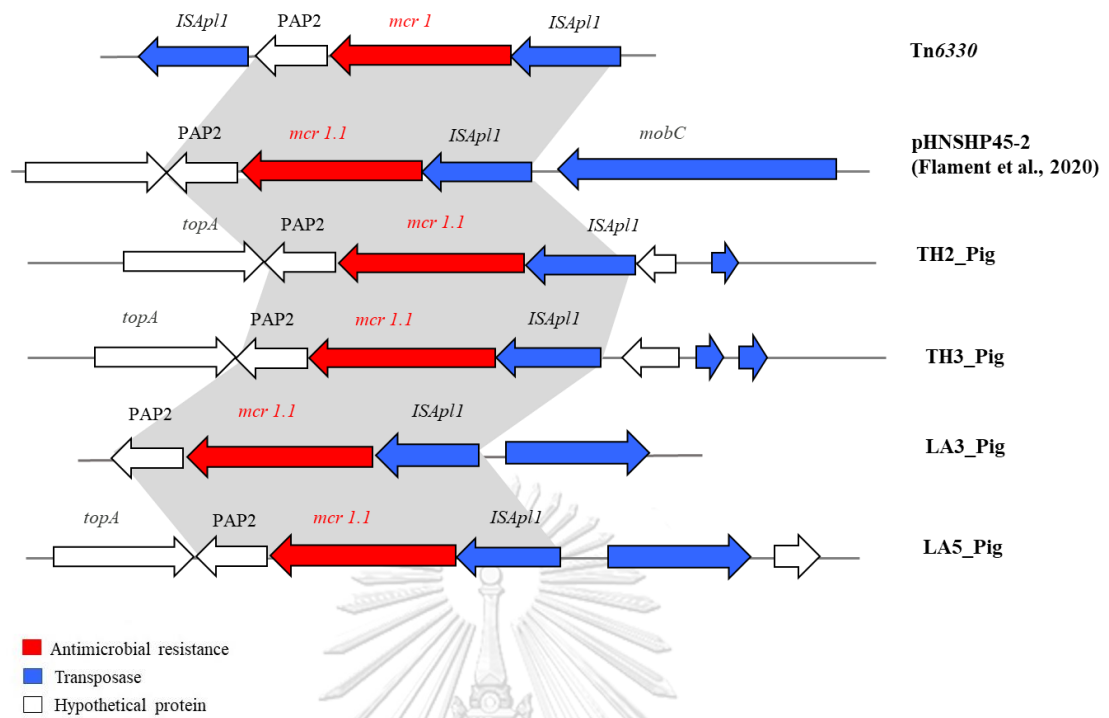 ISApl1 PAP2 mcr 1 ISApl1
Tn6330
PAP2 mcr 1.1 ISApl1 mobC
pHNSHP45-2
(Flament et al., 2020)
topA PAP2 mcr 1.1 ISApl1
TH2_Pig
topA PAP2 mcr 1.1 ISApl1
TH3_Pig
PAP2 mcr 1.1 ISApl1
LA3_Pig
topA PAP2 mcr 1.1 ISApl1
LA5_Pig
Antimicrobial resistance
Transposase
Hypothetical protein